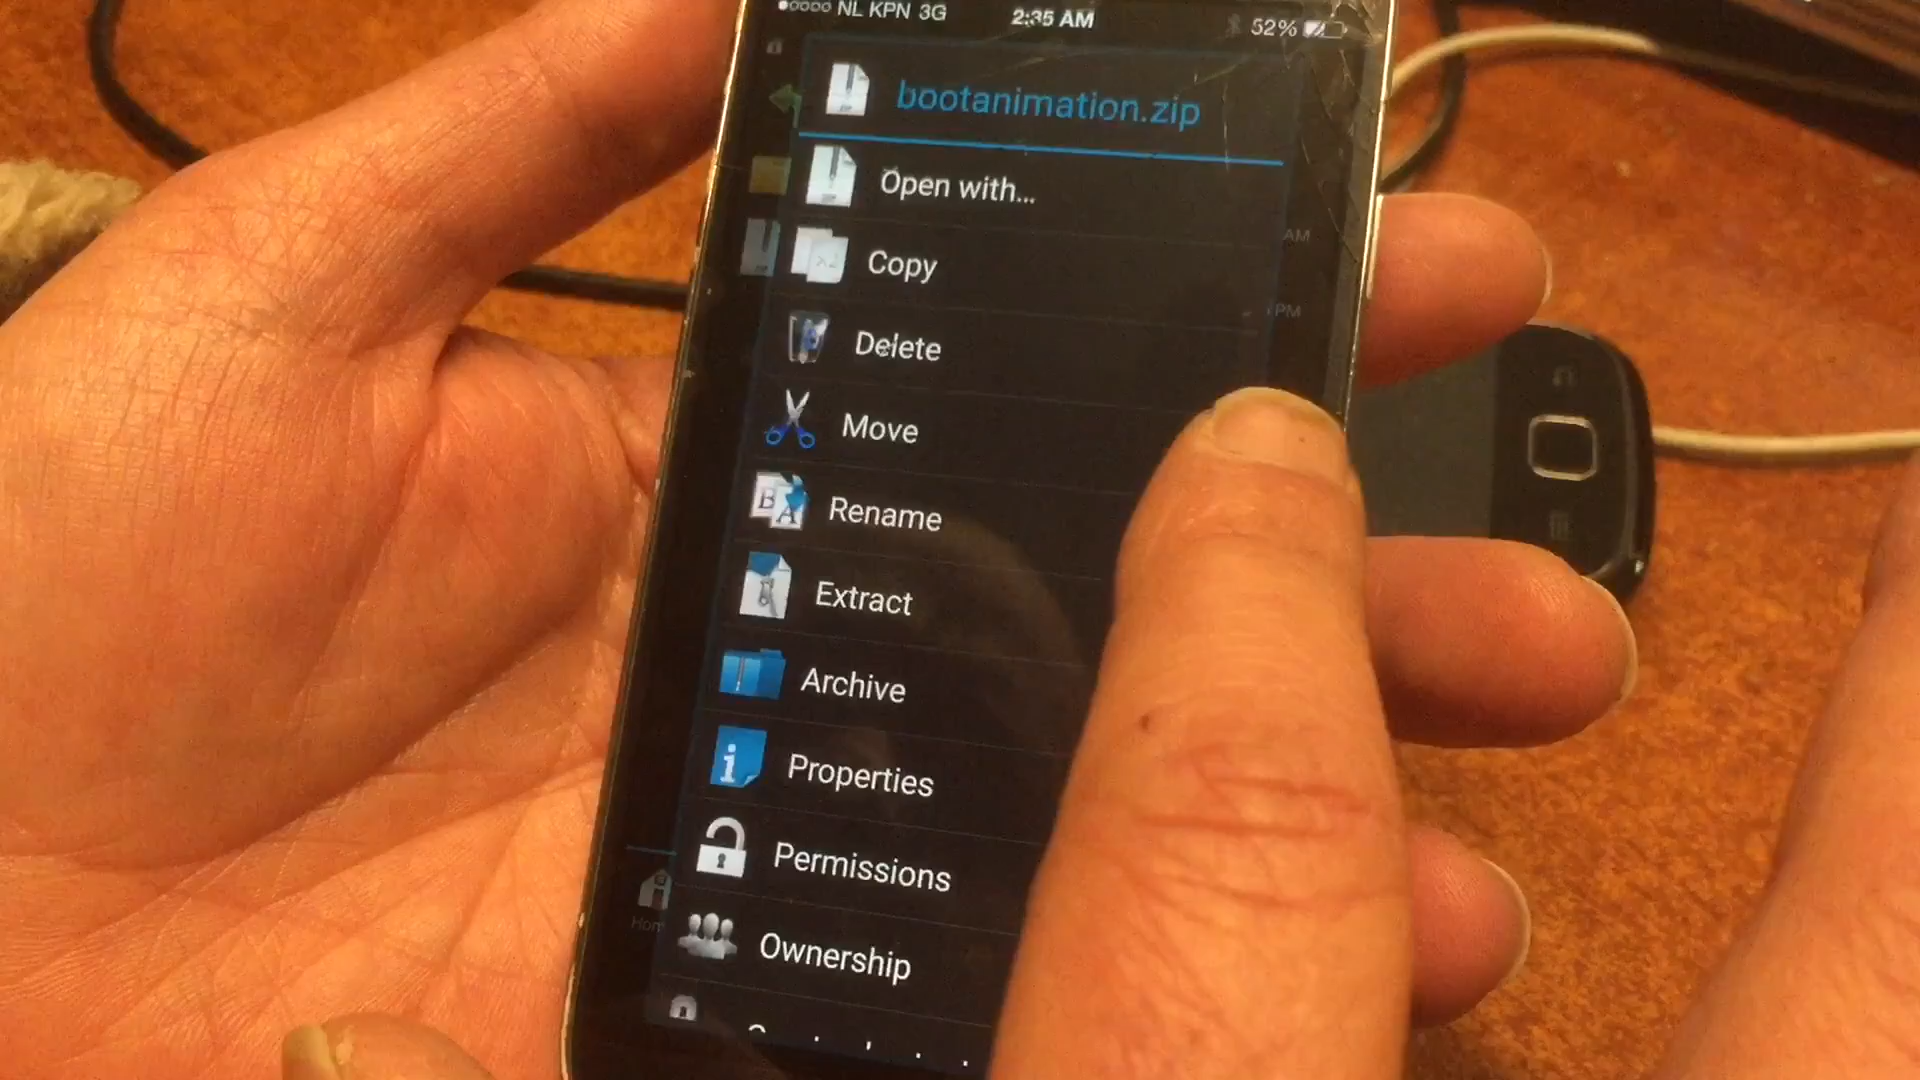 NL KPN 3G 2:35 AM 52%
bootanimation.zip
Open with...
AM
Copy
PM
Delete
Move
Rename
Extract
Archive
Properties
Permissions
Ownership